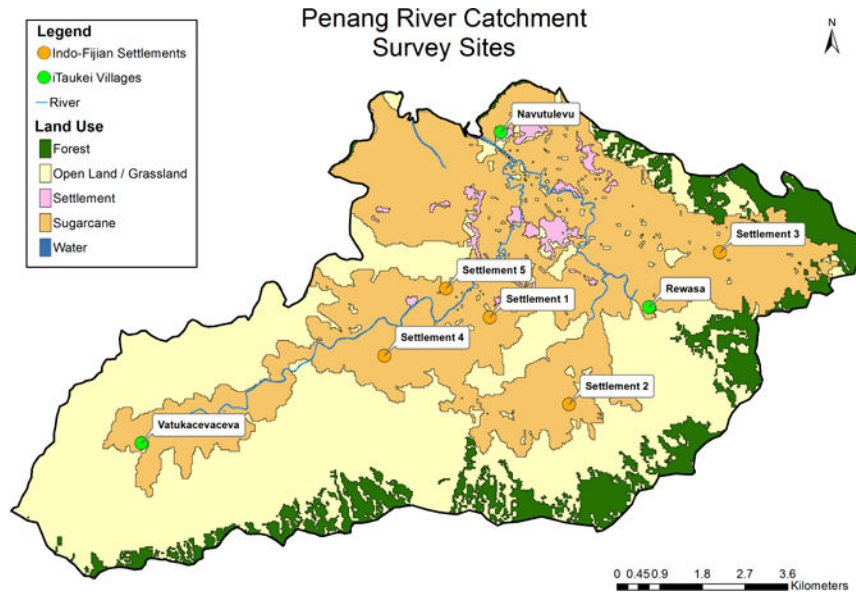 Penang River Catchment
Survey Sites
N
Legend
Indo-Fijian Settlements
iTaukei Villages
River
Land Use
Forest
Open Land / Grassland
Settlement
Sugarcane
Water
Navutulevu
Settlement 3
Settlement 5
Rewasa
Settlement 1
Settlement 4
Settlement 2
Vatukacevaceva
0 0.45 0.9 1.8 2.7 3.6
Kilometers